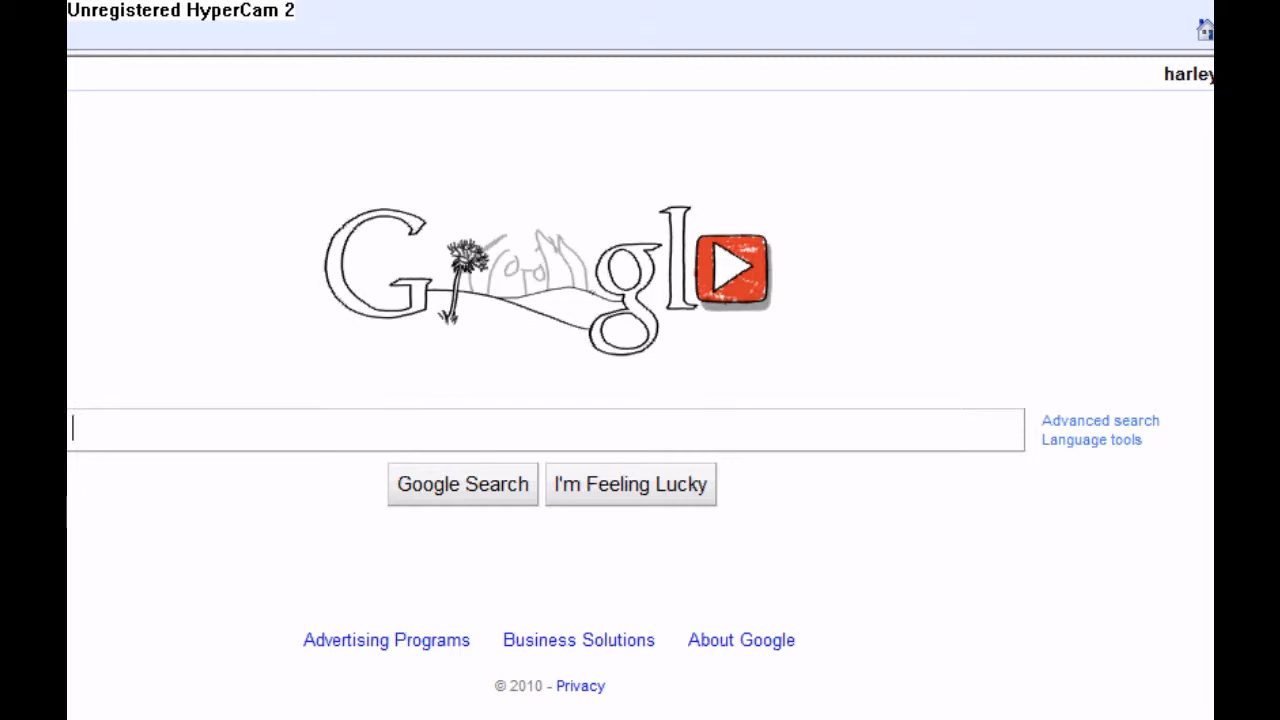 Unregistered HyperCam 2
harley
Google
Advanced search
Language tools
Google Search
I'm Feeling Lucky
Advertising Programs
Business Solutions
About Google
© 2010 - Privacy